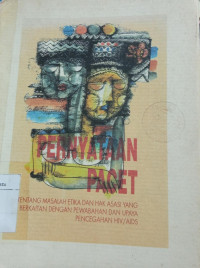 PERNYATAAN
PACET
TENTANG MASALAH ETIKA DAN HAK ASASI YANG
BERKAITAN DENGAN PEWABAHAN DAN UPAYA
PENCEGAHAN HIV/AIDS